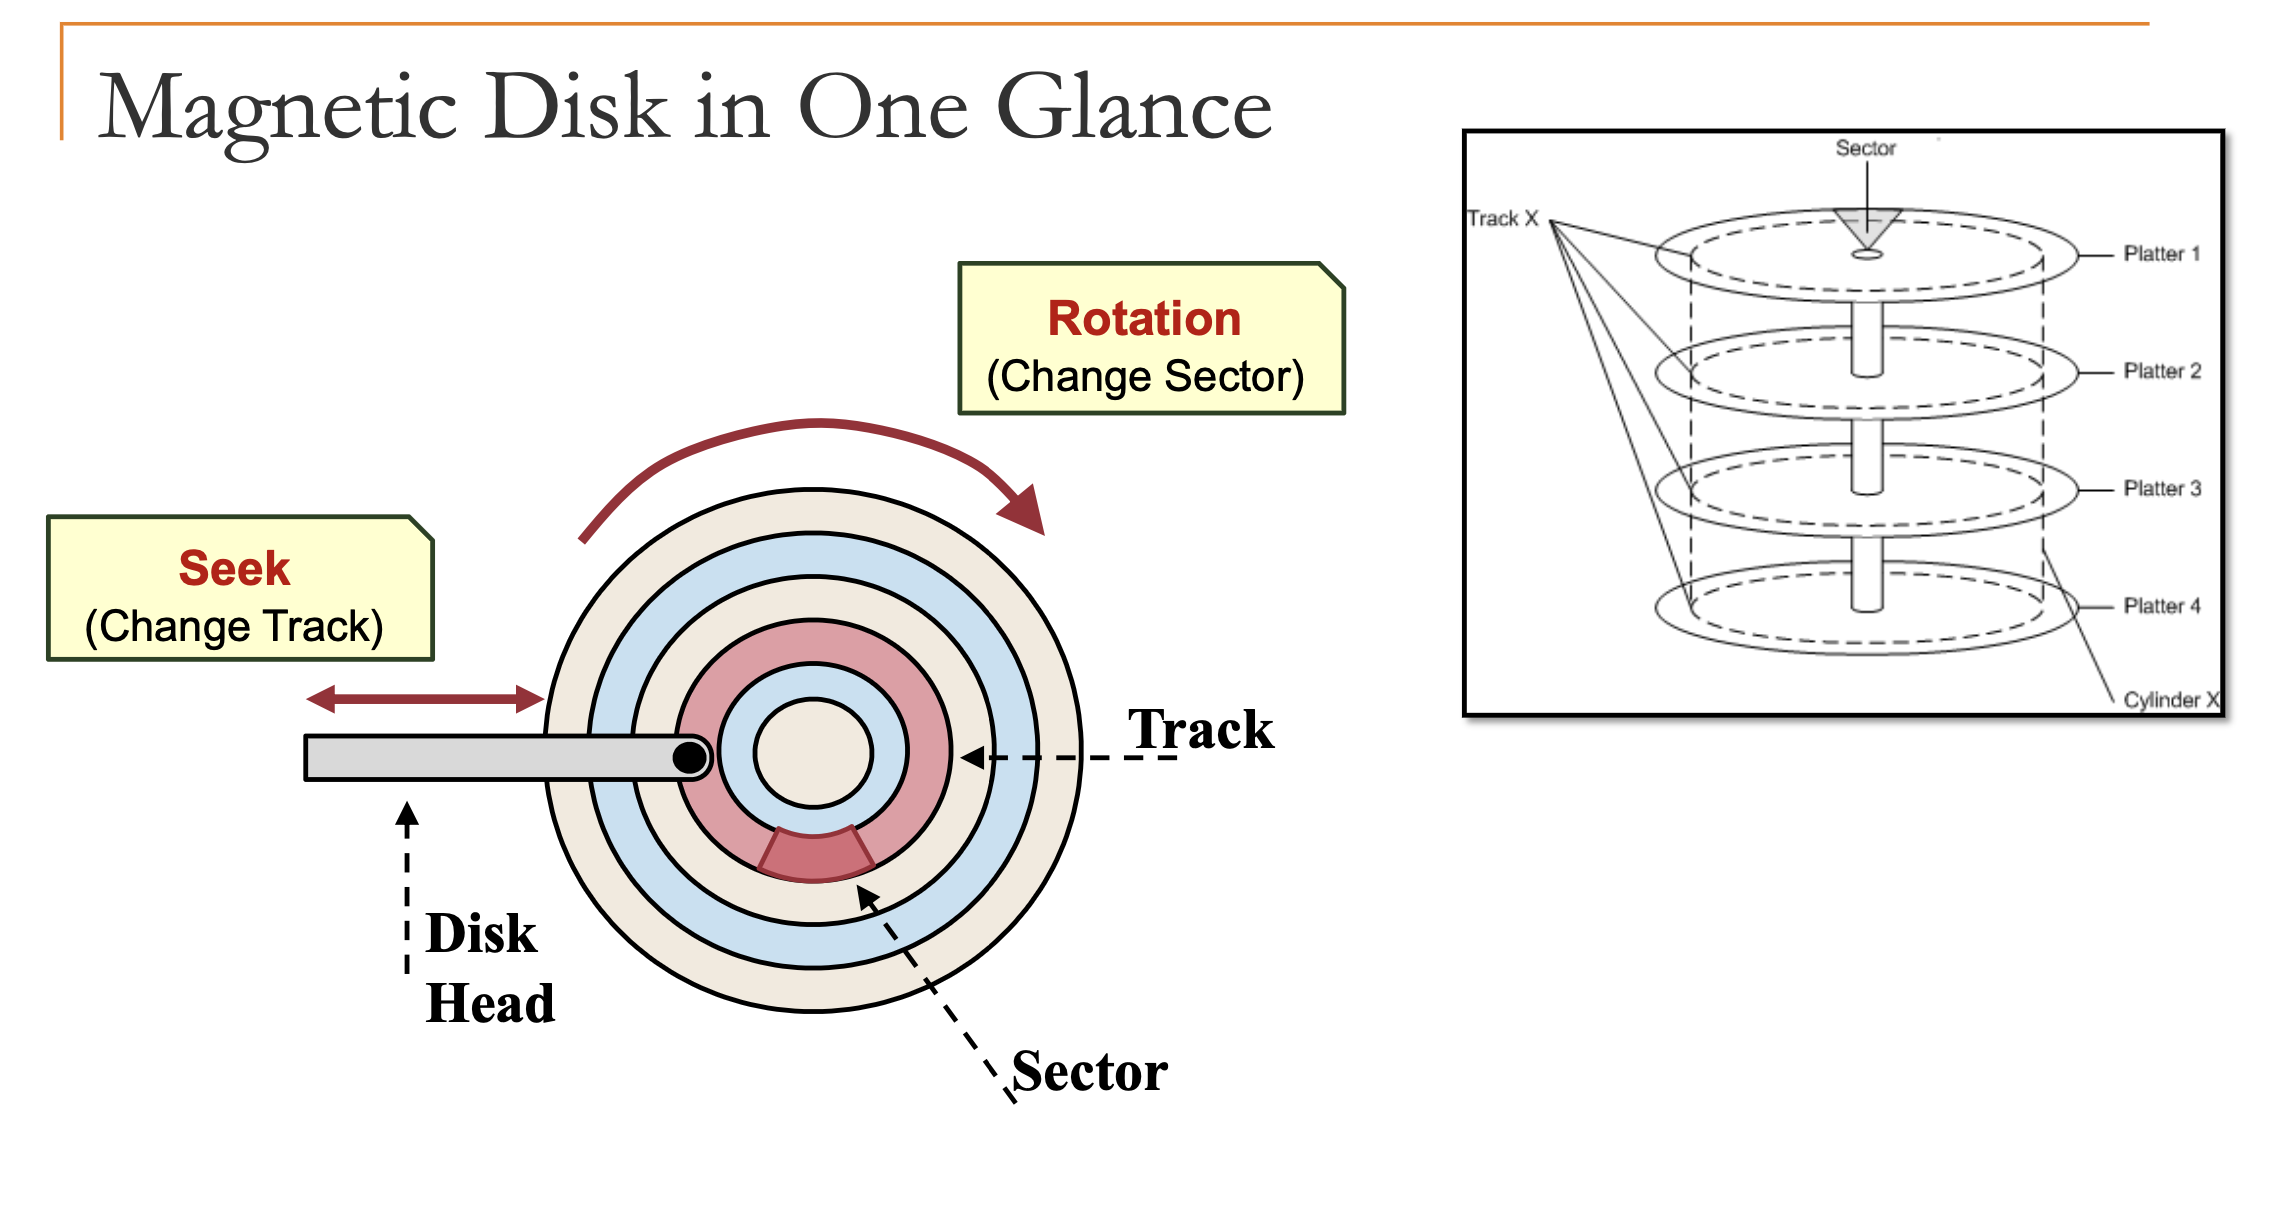 Magnetic Disk in One Glance
Sector
Track X
Platter 1
Platter 2
Platter 3
Platter 4
Cylinder X
Rotation
(Change Sector)
Seek
(Change Track)
Track
Disk
Head
Sector